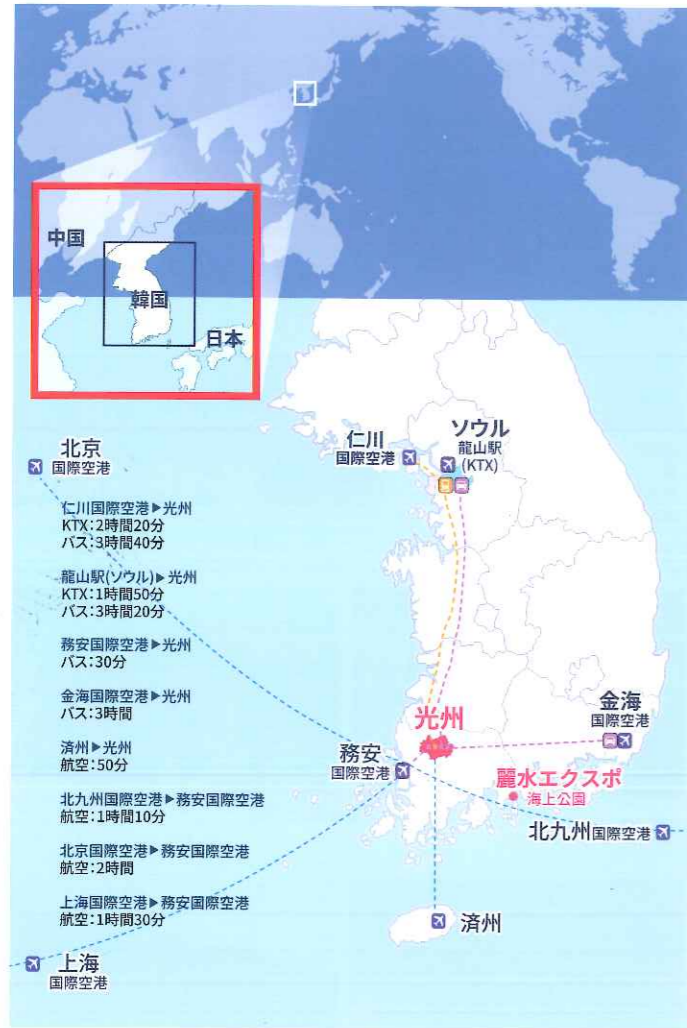 中国
韓国
日本
北京
国際空港
仁川
国際空港
ソウル
龍山駅
(KTX)
仁川国際空港▶光州
KTX:2時間20分
バス:3時間40分
龍山駅(ソウル)▶光州
KTX:1時間50分
バス:3時間20分
務安国際空港▶光州
バス:30分
金海国際空港▶光州
バス:3時間
済州▶光州
航空:50分
北九州国際空港▶務安国際空港
航空:1時間10分
北京国際空港▶務安国際空港
航空:2時間
上海国際空港▶務安国際空港
航空:1時間30分
光州
務安
国際空港
金海
国際空港
麗水エクスポ
海上公園
北九州国際空港
済州
上海
国際空港